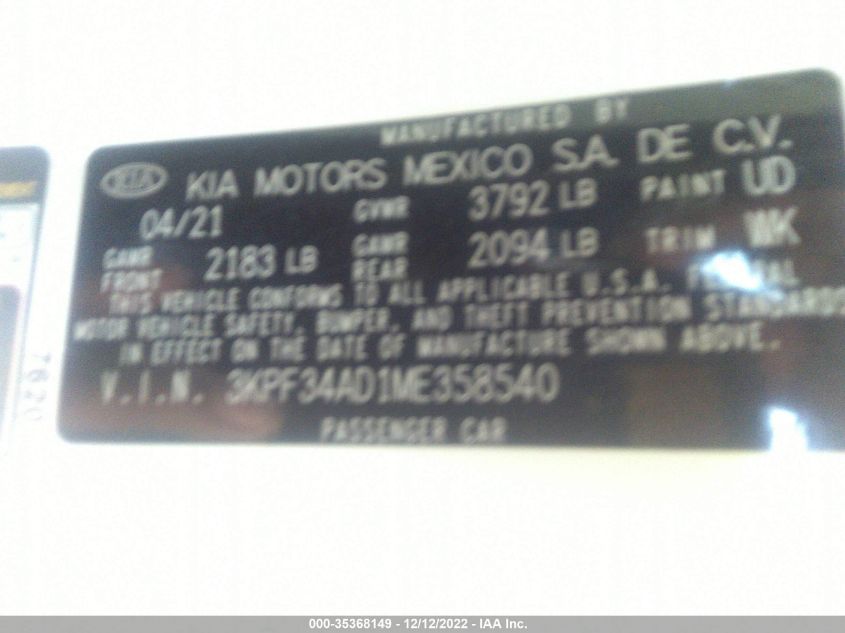 MANUFACTURED BY
KIA KIA MOTORS MEXICO S.A. DE C.V.
04/21 GVWR 3792 LB PAINT UD
GAWR FRONT 2183 LB GAWR REAR 2094 LB TRIM WK
THIS VEHICLE CONFORMS TO ALL APPLICABLE U.S.A. FEDERAL
MOTOR VEHICLE SAFETY, BUMPER, AND THEFT PREVENTION STANDARDS
IN EFFECT ON THE DATE OF MANUFACTURE SHOWN ABOVE.
V.I.N. 3KPF34AD1ME358540
PASSENGER CAR
7620
000-35368149 - 12/12/2022 - IAA Inc.